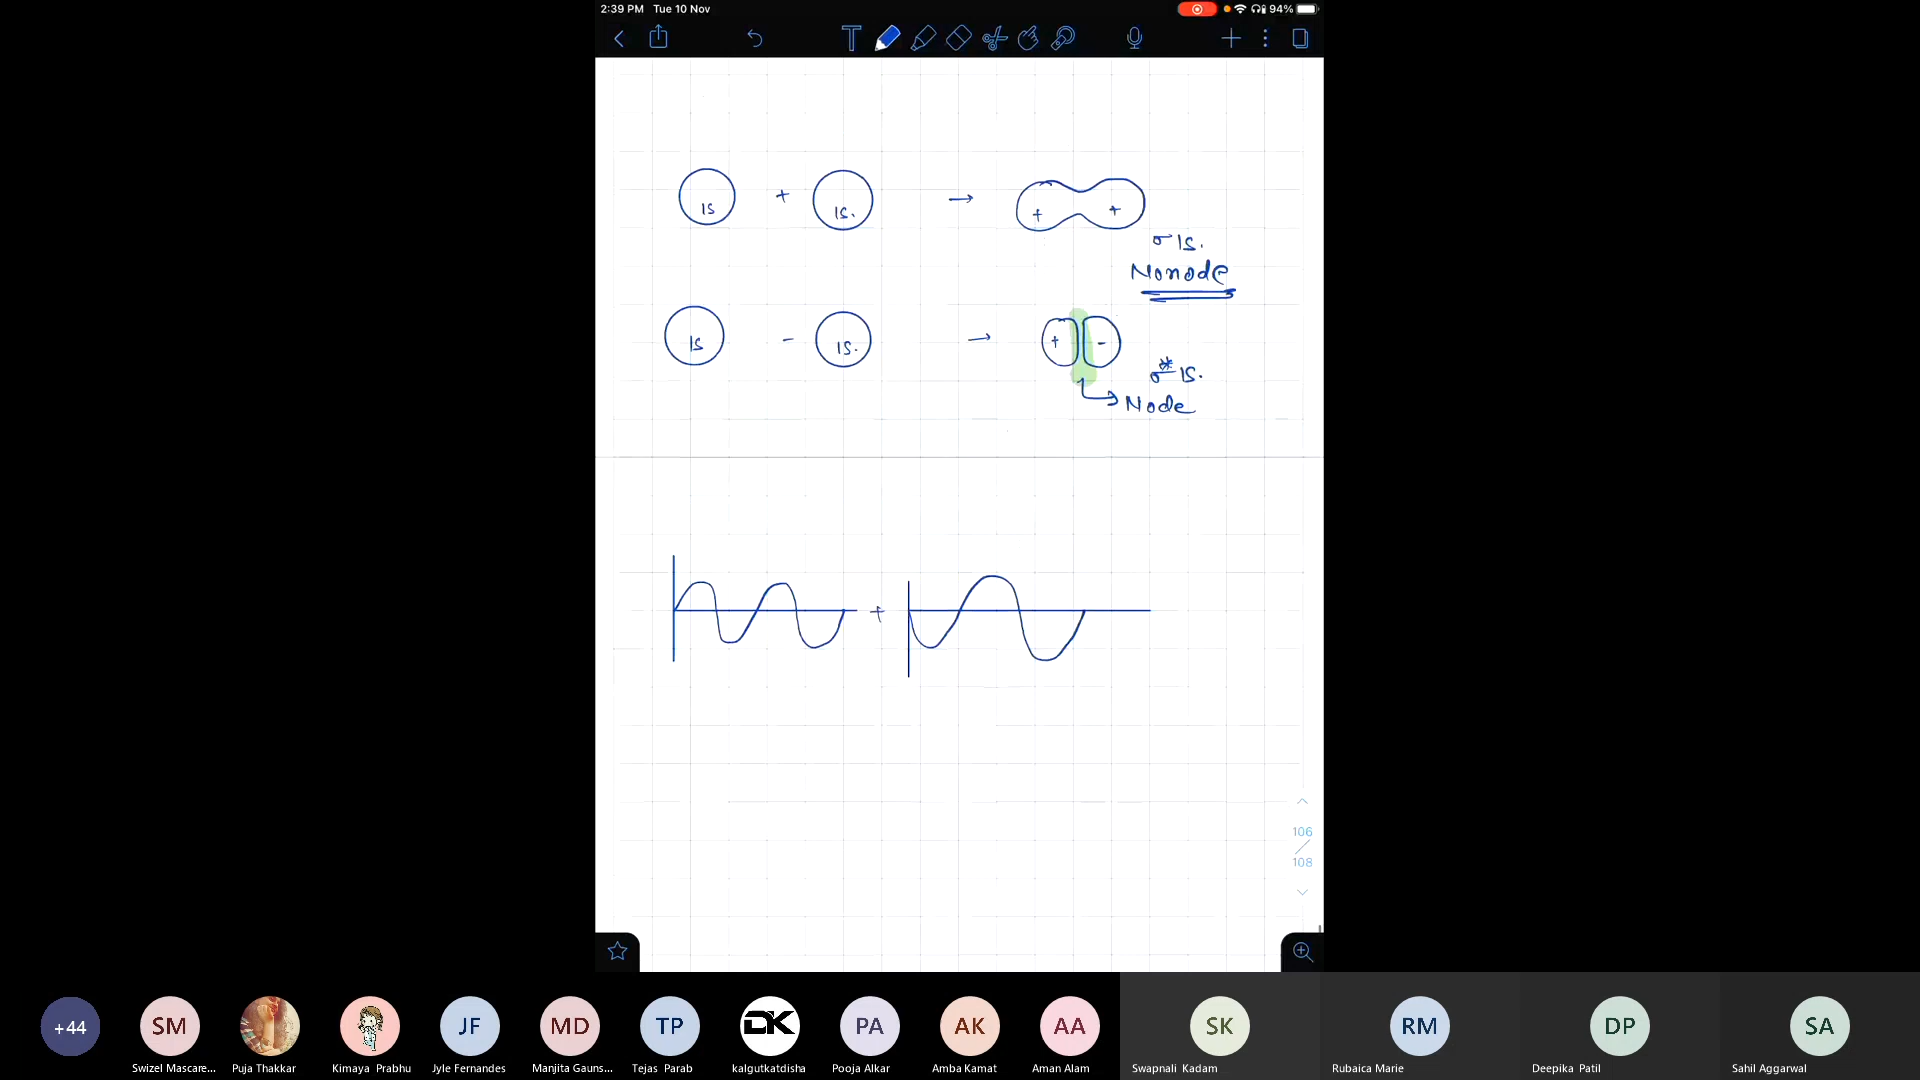 2:39 PM Tue 10 Nov
94%
T
1S + 1S. → + +
σ 1S.
Nonode
1S - 1S. → + -
σ* 1S.
Node
+
106
108
+44
SM
JF
MD
TP
DK
PA
AK
AA
SK
RM
DP
SA
Swizel Mascare...
Puja Thakkar
Kimaya Prabhu
Jyle Fernandes
Manjita Gauns...
Tejas Parab
kalgutkatdisha
Pooja Alkar
Amba Kamat
Aman Alam
Swapnali Kadam
Rubaica Marie
Deepika Patil
Sahil Aggarwal